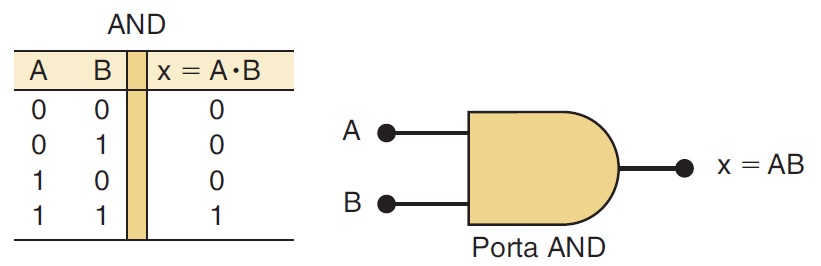 AND
A B x = A·B
0 0 0
0 1 0
1 0 0
1 1 1
A
B
x = AB
Porta AND